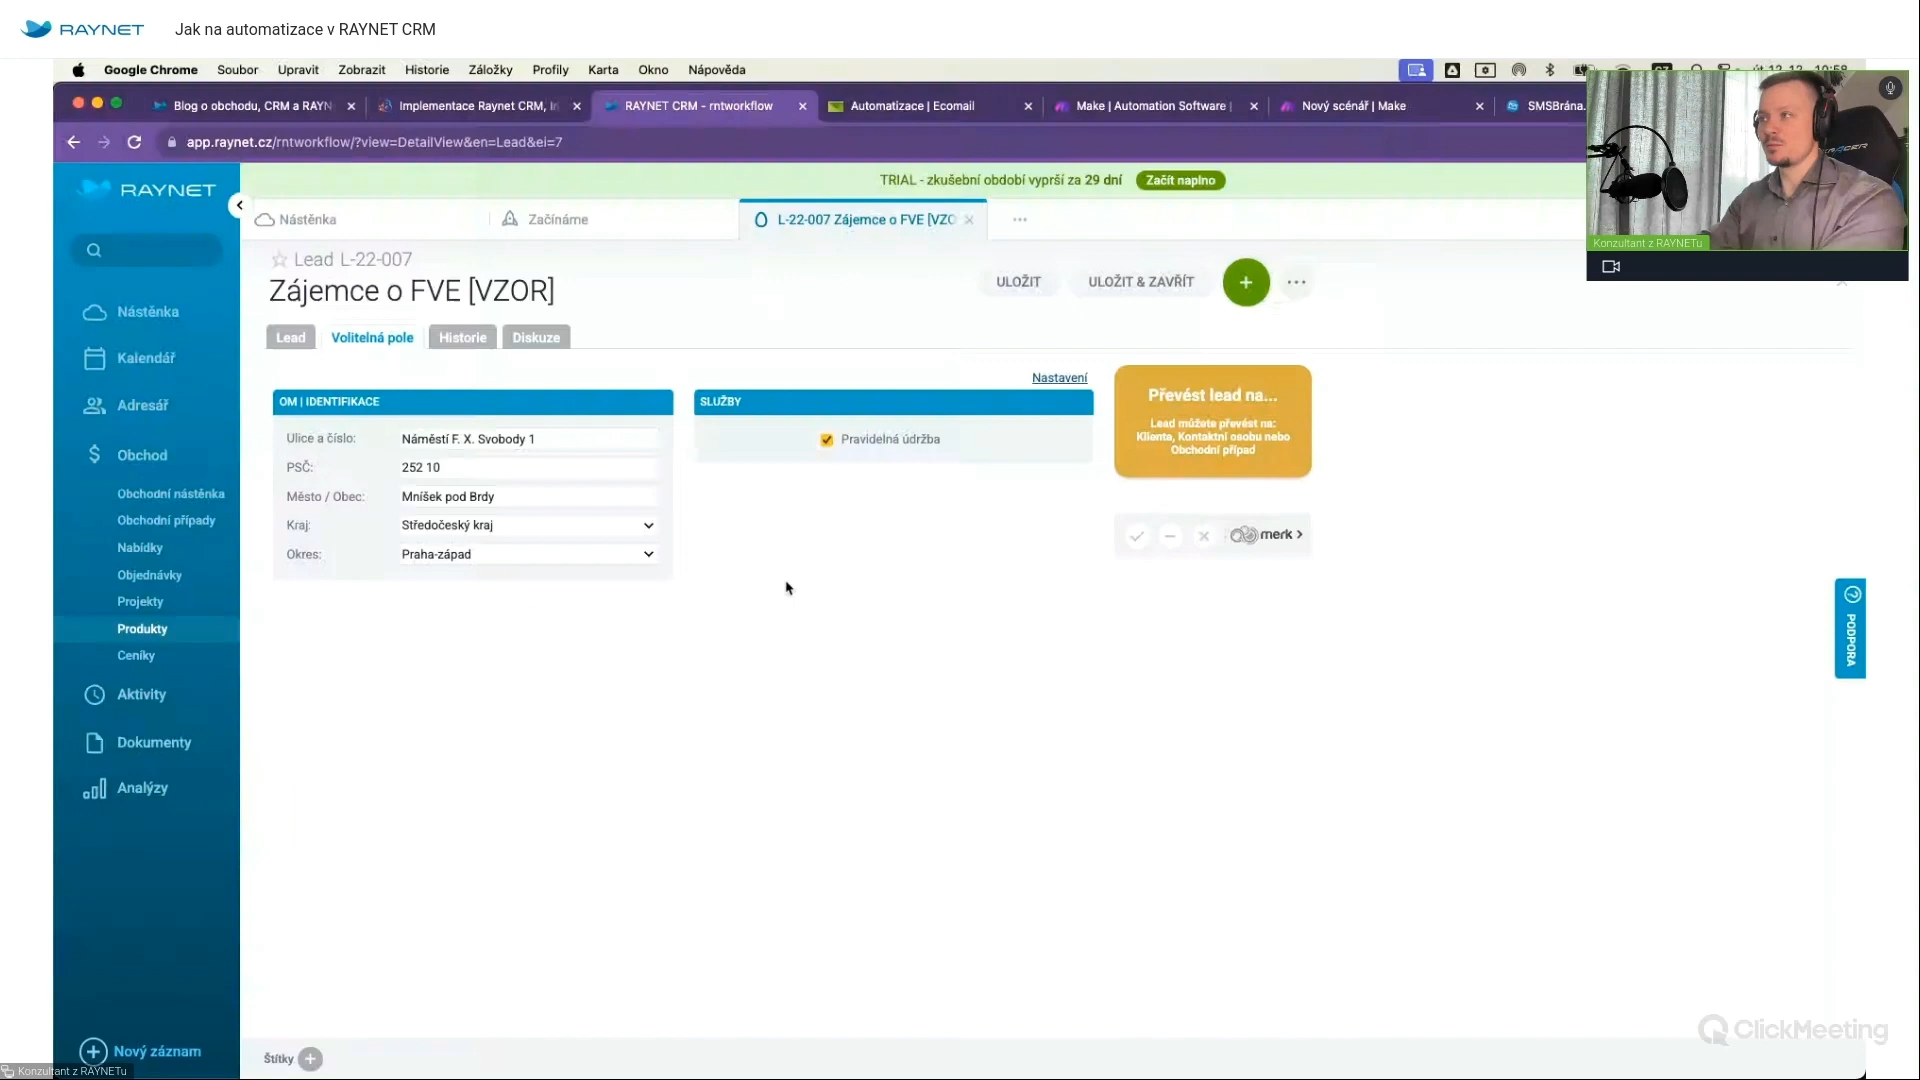 RAYNET
Jak na automatizace v RAYNET CRM
Google Chrome Soubor Upravit Zobrazit Historie Záložky Profily Karta Okno Nápověda
Blog o obchodu, CRM a RAYN
Implementace Raynet CRM,
RAYNET CRM - rntworkflow
Automatizace | Ecomail
Make | Automation Software |
Nový scénář | Make
SMSBrána.
app.raynet.cz/rntworkflow/?view=DetailView&en=Lead&ei=7
Konzultant z RAYNETu
RAYNET
TRIAL - zkušební období vyprší za 29 dní Začít naplno
Nástěnka
Začínáme
L-22-007 Zájemce o FVE [VZO
Lead L-22-007
Zájemce o FVE [VZOR]
ULOŽIT
ULOŽIT & ZAVŘÍT
Lead
Volitelná pole
Historie
Diskuze
Nastavení
OM | IDENTIFIKACE
Ulice a číslo: Náměstí F. X. Svobody 1
PSČ: 252 10
Město / Obec: Mníšek pod Brdy
Kraj: Středočeský kraj
Okres: Praha-západ
SLUŽBY
Pravidelná údržba
Převést lead na...
Lead můžete převést na:
Klienta, Kontaktní osobu nebo
Obchodní případ
merk >
Nástěnka
Kalendář
Adresář
Obchod
Obchodní nástěnka
Obchodní případy
Nabídky
Objednávky
Projekty
Produkty
Ceníky
Aktivity
Dokumenty
Analýzy
PODPORA
Nový záznam
Štítky
Konzultant z RAYNETu
ClickMeeting